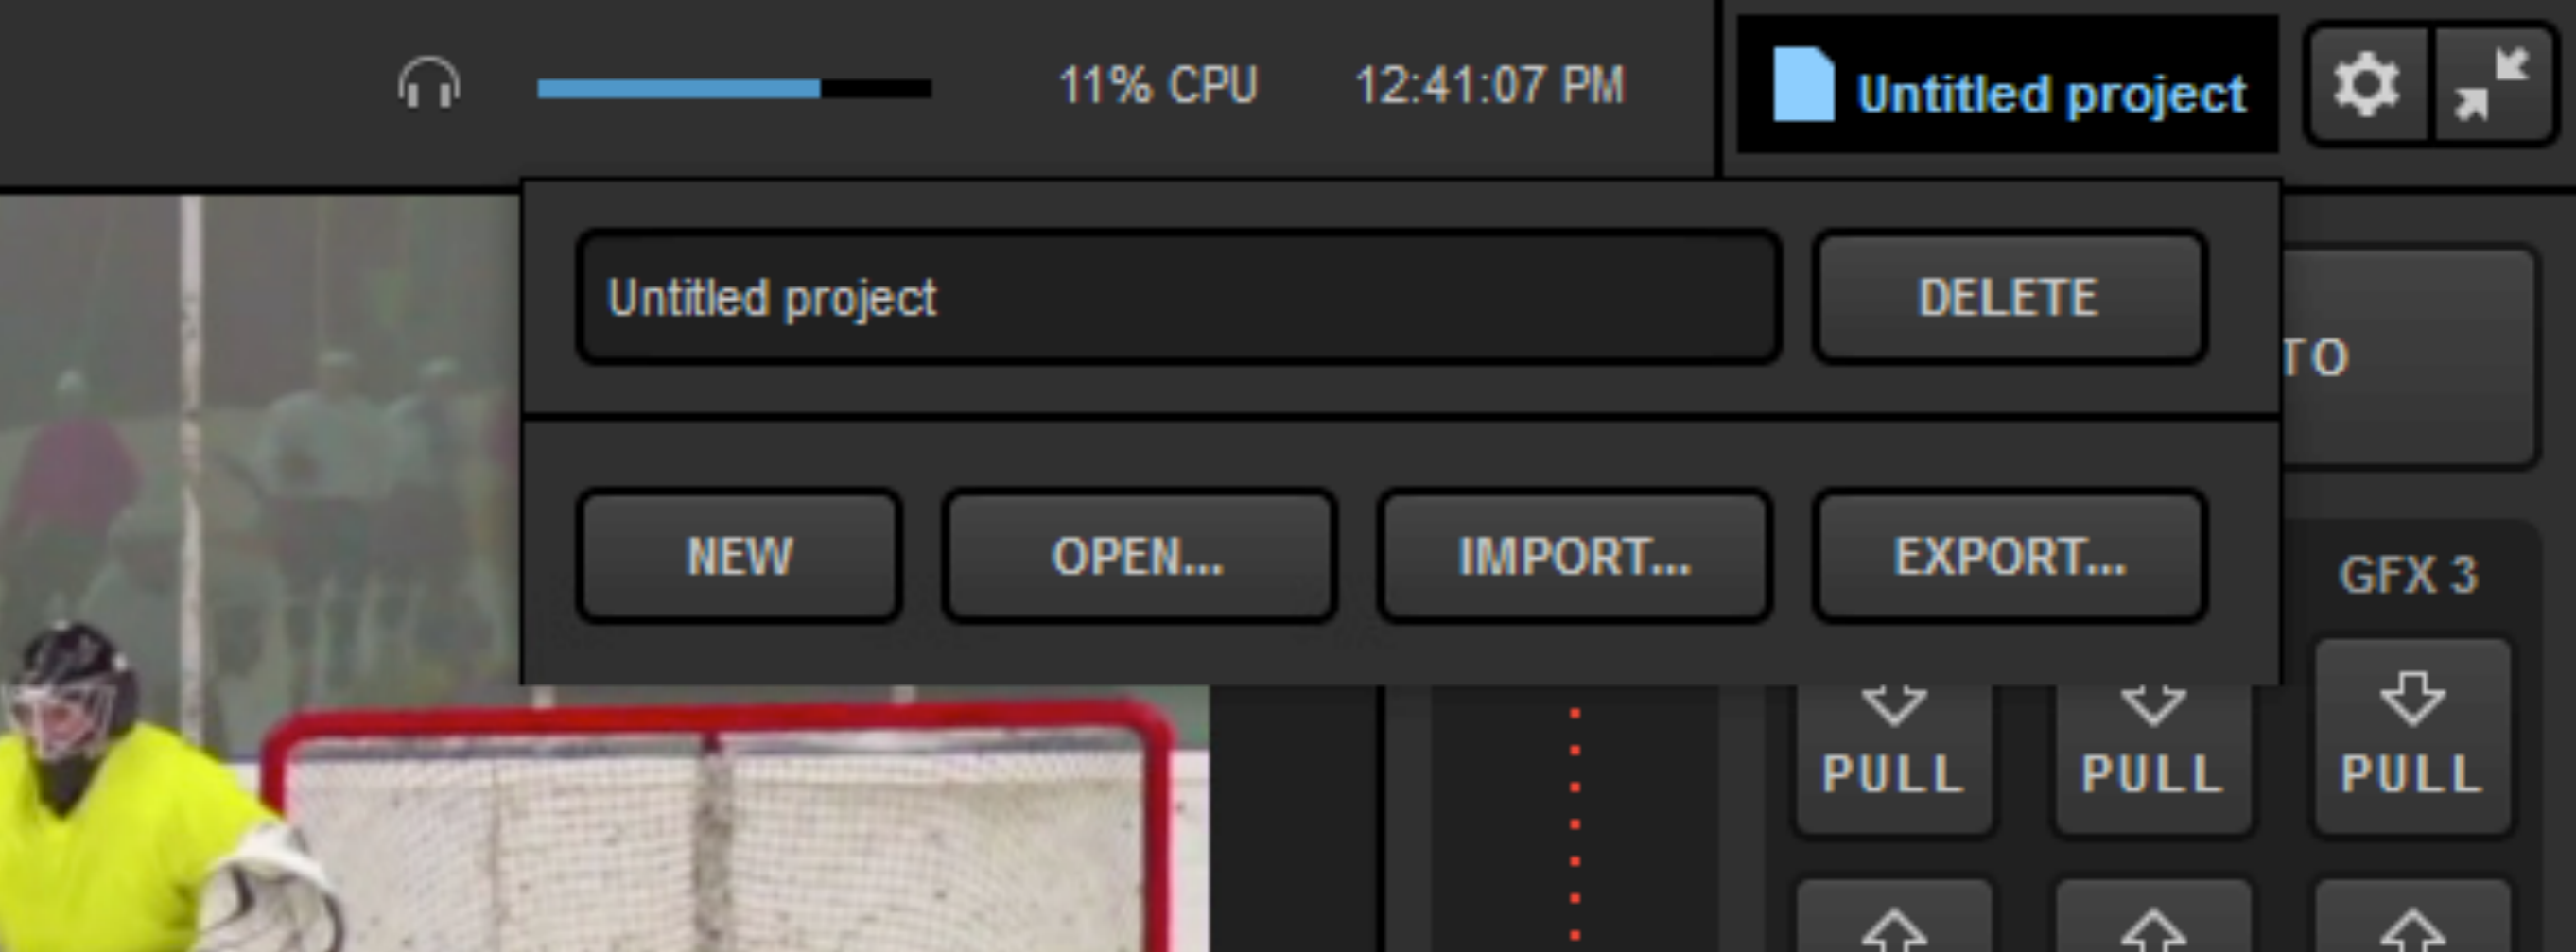 11% CPU
12:41:07 PM
Untitled project
Untitled project
DELETE
TO
NEW
OPEN...
IMPORT...
EXPORT...
GFX 3
PULL
PULL
PULL